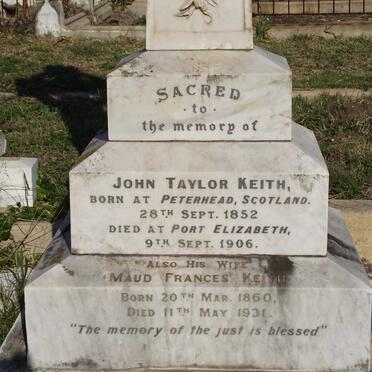 SACRED
· to ·
the memory of
JOHN TAYLOR KEITH,
BORN AT PETERHEAD, SCOTLAND.
28TH SEPT. 1852
DIED AT PORT ELIZABETH,
9TH SEPT. 1906.
ALSO HIS WIFE
MAUD FRANCES KEITH
BORN 20TH MAR. 1860,
DIED 11TH MAY 1931.
"The memory of the just is blessed"